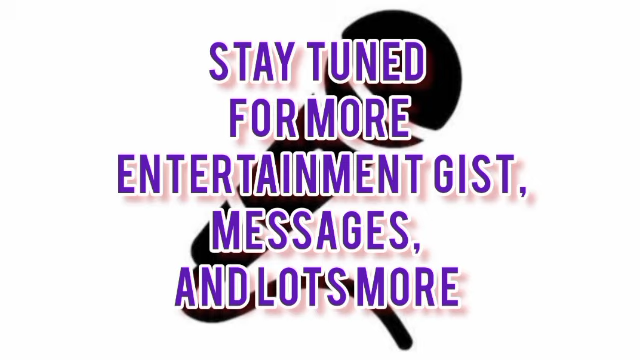 STAY TUNED
FOR MORE
ENTERTAINMENT GIST,
MESSAGES,
AND LOTS MORE